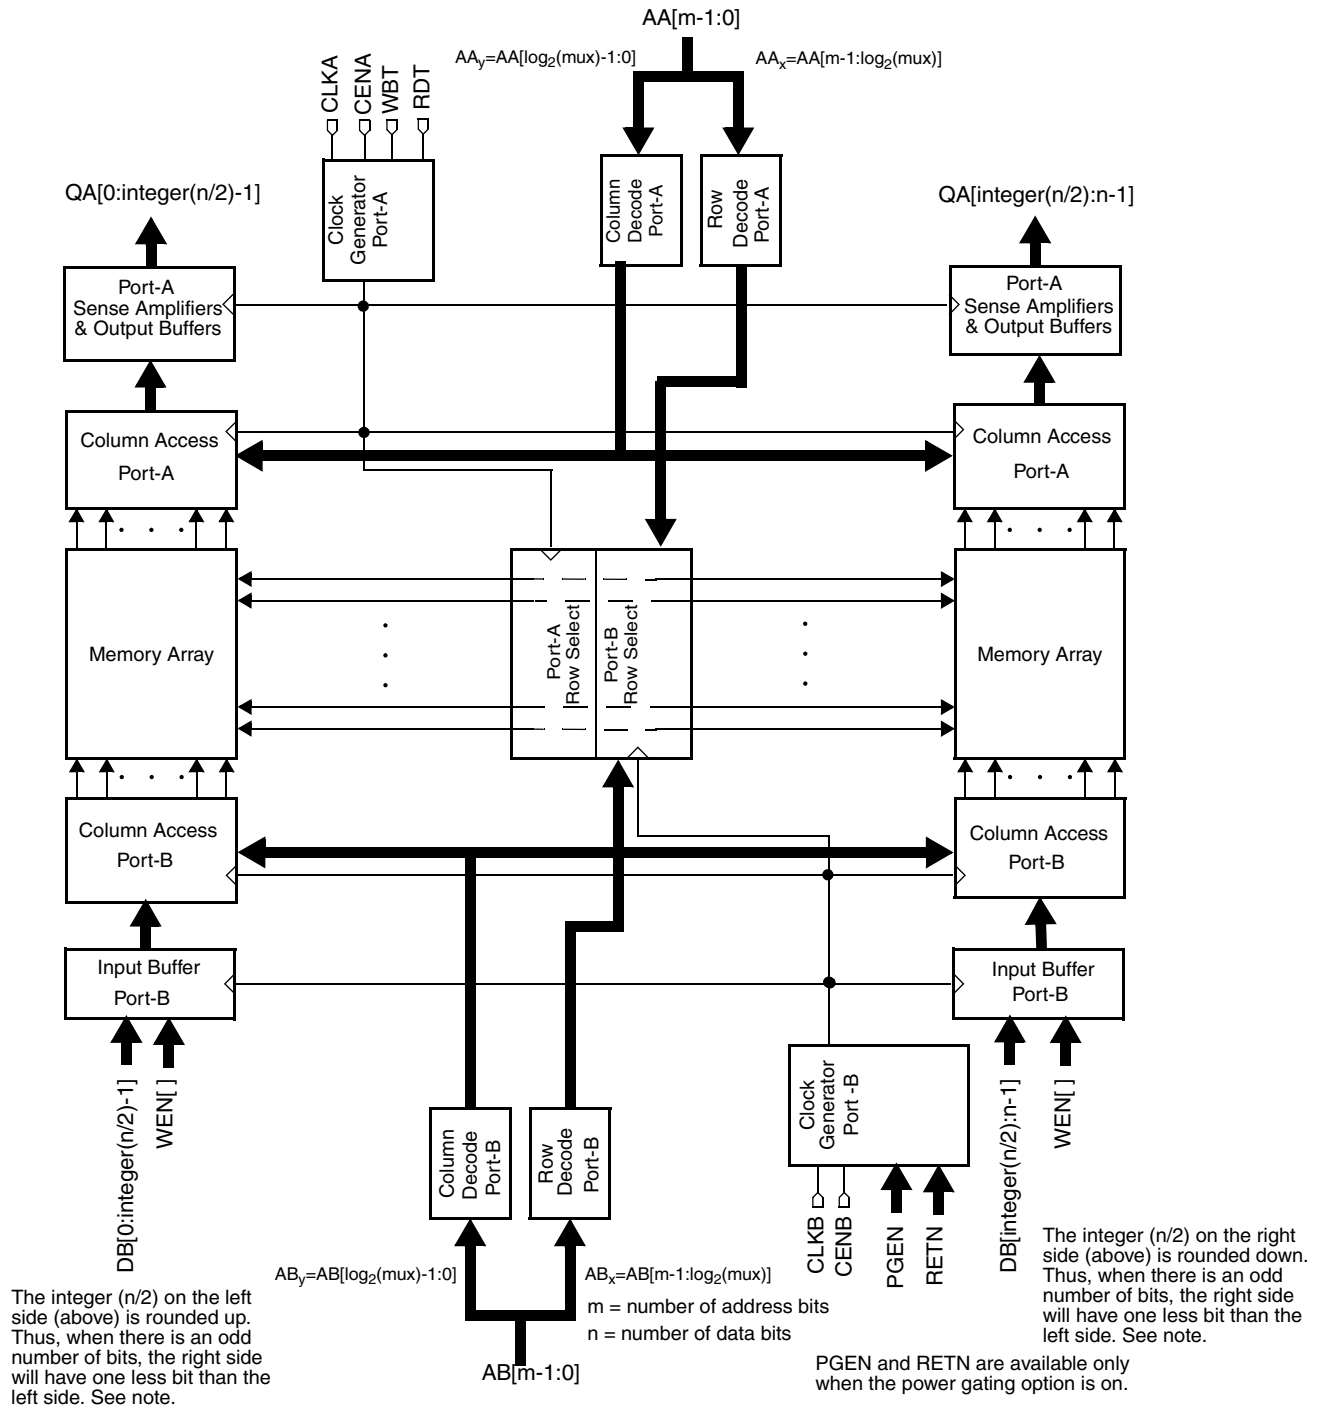 AA[m-1:0]
AAy=AA[log2(mux)-1:0]
AAx=AA[m-1:log2(mux)]
CLKA
CENA
WBT
RDT
Clock
Generator
Port-A
Column
Decode
Port-A
Row
Decode
Port-A
QA[0:integer(n/2)-1]
QA[integer(n/2):n-1]
Port-A
Sense Amplifiers
& Output Buffers
Port-A
Sense Amplifiers
& Output Buffers
Column Access
Port-A
Column Access
Port-A
Memory Array
Port-A
Row Select
Port-B
Row Select
Memory Array
Column Access
Port-B
Column Access
Port-B
Input Buffer
Port-B
Input Buffer
Port-B
DB[0:integer(n/2)-1]
WEN[ ]
Column
Decode
Port-B
Row
Decode
Port-B
Clock
Generator
Port -B
CLKB
CENB
PGEN
RETN
DB[integer(n/2):n-1]
WEN[ ]
ABy=AB[log2(mux)-1:0]
ABx=AB[m-1:log2(mux)]
m = number of address bits
n = number of data bits
AB[m-1:0]
The integer (n/2) on the left
side (above) is rounded up.
Thus, when there is an odd
number of bits, the right side
will have one less bit than the
left side. See note.
The integer (n/2) on the right
side (above) is rounded down.
Thus, when there is an odd
number of bits, the right side
will have one less bit than the
left side. See note.
PGEN and RETN are available only
when the power gating option is on.